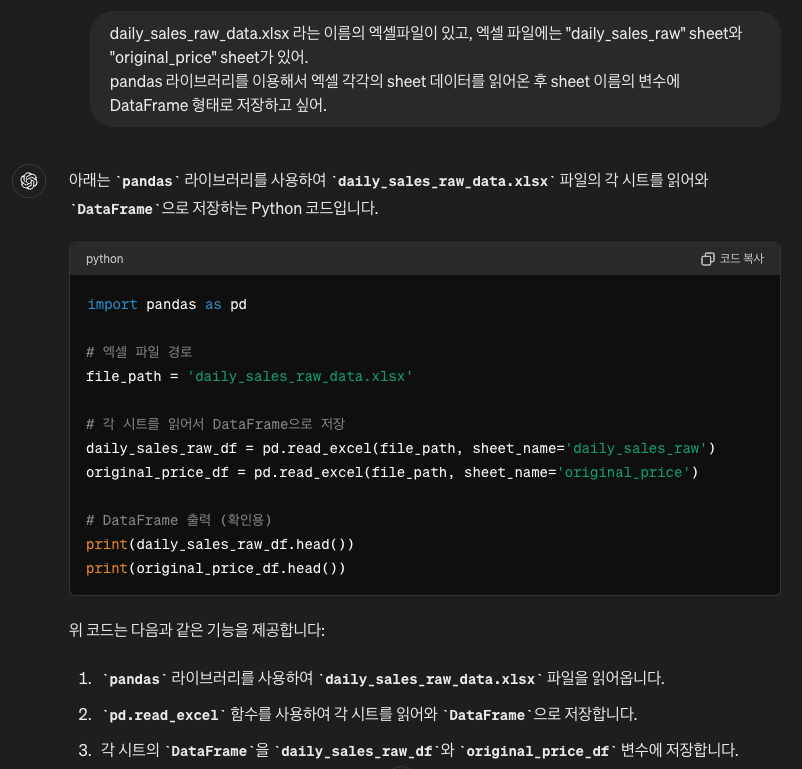 daily_sales_raw_data.xlsx 라는 이름의 엑셀파일이 있고, 엑셀 파일에는 "daily_sales_raw" sheet와
"original_price" sheet가 있어.
pandas 라이브러리를 이용해서 엑셀 각각의 sheet 데이터를 읽어온 후 sheet 이름의 변수에
DataFrame 형태로 저장하고 싶어.
아래는 `pandas` 라이브러리를 사용하여 `daily_sales_raw_data.xlsx` 파일의 각 시트를 읽어와
`DataFrame`으로 저장하는 Python 코드입니다.
python 코드 복사
import pandas as pd
# 엑셀 파일 경로
file_path = 'daily_sales_raw_data.xlsx'
# 각 시트를 읽어서 DataFrame으로 저장
daily_sales_raw_df = pd.read_excel(file_path, sheet_name='daily_sales_raw')
original_price_df = pd.read_excel(file_path, sheet_name='original_price')
# DataFrame 출력 (확인용)
print(daily_sales_raw_df.head())
print(original_price_df.head())
위 코드는 다음과 같은 기능을 제공합니다:
1. `pandas` 라이브러리를 사용하여 `daily_sales_raw_data.xlsx` 파일을 읽어옵니다.
2. `pd.read_excel` 함수를 사용하여 각 시트를 읽어와 `DataFrame`으로 저장합니다.
3. 각 시트의 `DataFrame`을 `daily_sales_raw_df`와 `original_price_df` 변수에 저장합니다.